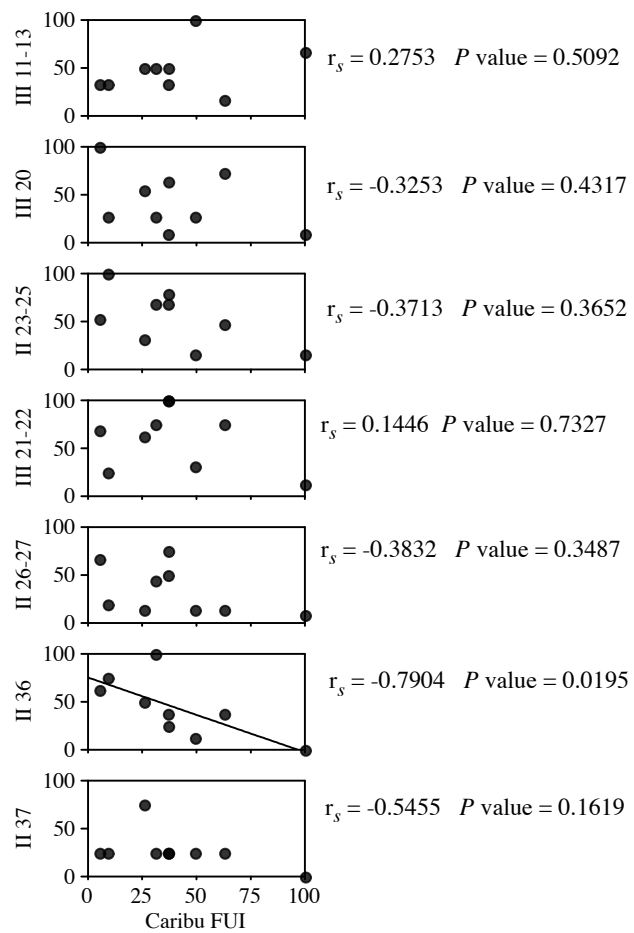 100
50
0
III 11-13
r_s = 0.2753 P value = 0.5092
100
50
0
III 20
r_s = -0.3253 P value = 0.4317
100
50
0
II 23-25
r_s = -0.3713 P value = 0.3652
100
50
0
III 21-22
r_s = 0.1446 P value = 0.7327
100
50
0
II 26-27
r_s = -0.3832 P value = 0.3487
100
50
0
II 36
r_s = -0.7904 P value = 0.0195
100
50
0
II 37
r_s = -0.5455 P value = 0.1619
0 25 50 75 100
Caribu FUI